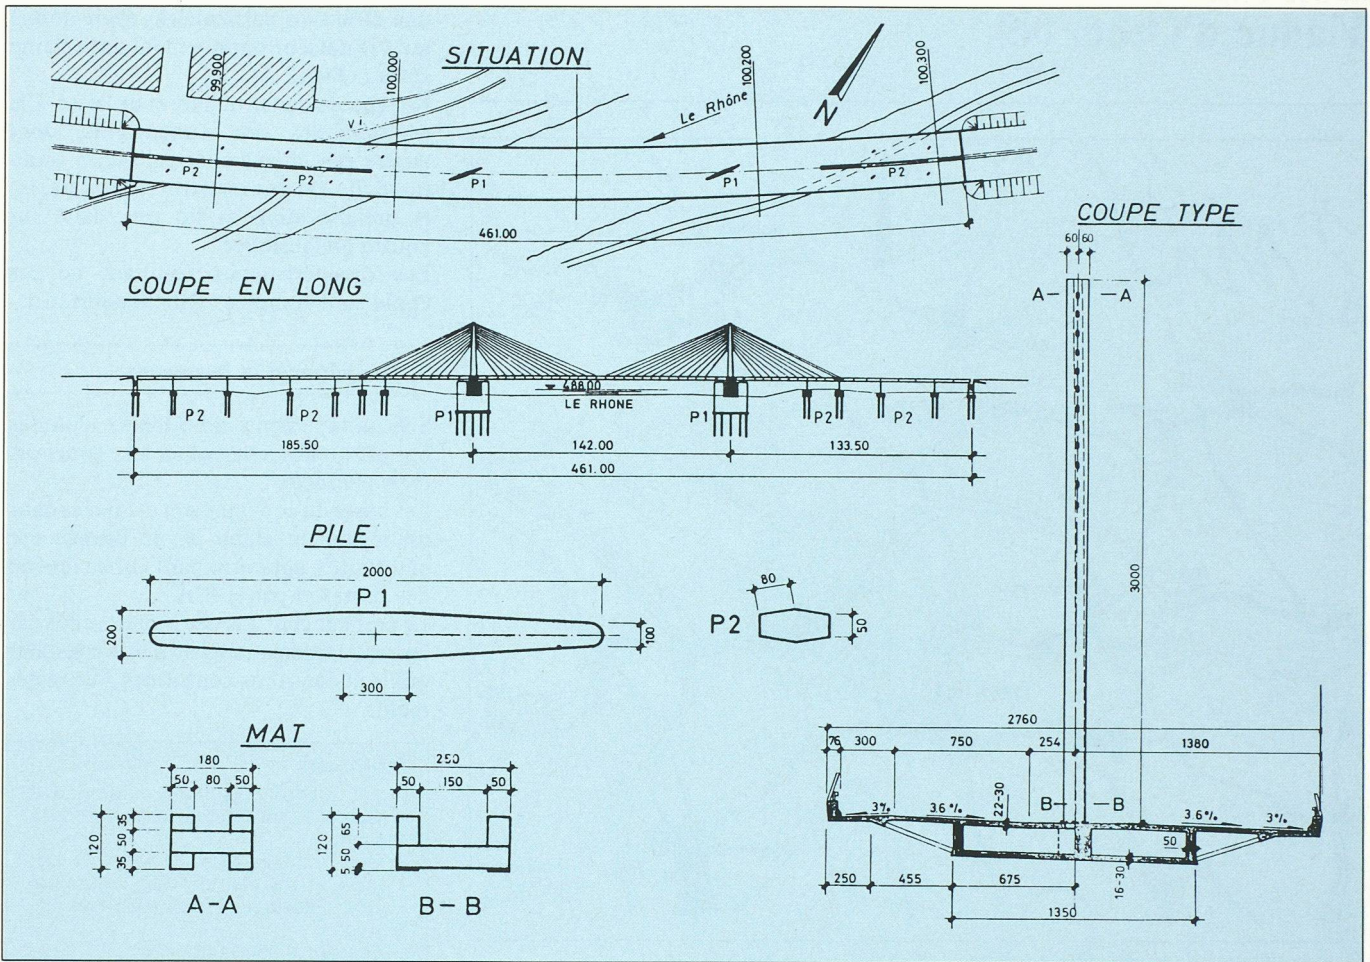 SITUATION
99.900
100.000
100.200
100.300
Le Rhône
N
P2
P2
P1
P1
P2
461.00
COUPE EN LONG
488.00
LE RHONE
P2
P2
P1
P1
P2
P2
185.50
142.00
133.50
461.00
PILE
2000
P1
200
100
300
P2
80
50
MAT
180
50
80
50
120
35
50
35
A-A
250
50
150
50
120
65
50
5
B-B
COUPE TYPE
60 60
A A
3000
2760
76
300
750
254
1380
B B
3%
3.6%
22-30
3.6%
3%
50
250
455
675
16-30
1350